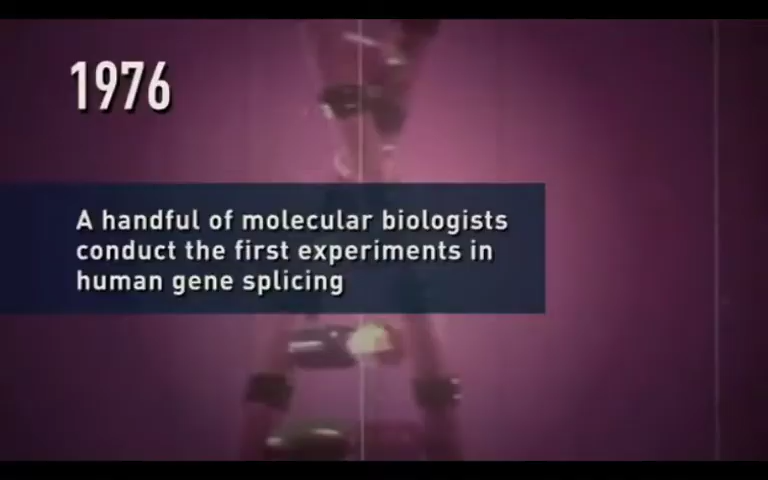 1976
A handful of molecular biologists
conduct the first experiments in
human gene splicing